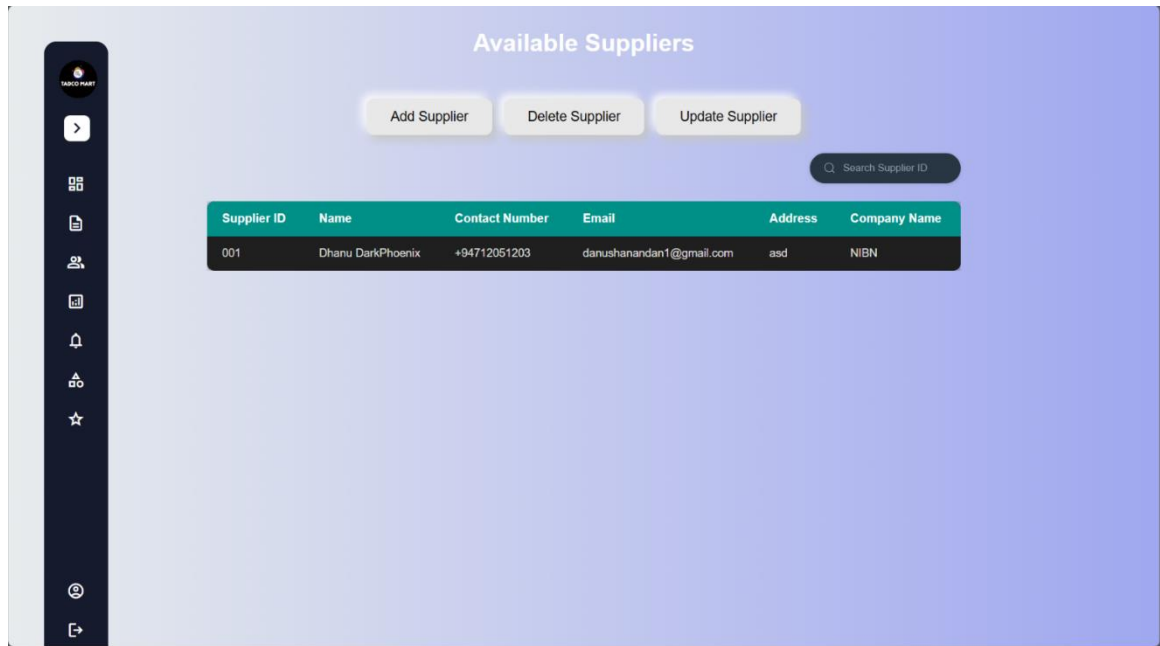 Available Suppliers
TADCO MART
Add Supplier Delete Supplier Update Supplier
Search Supplier ID
Supplier ID Name Contact Number Email Address Company Name
001 Dhanu DarkPhoenix +94712051203 danushanandan1@gmail.com asd NIBN